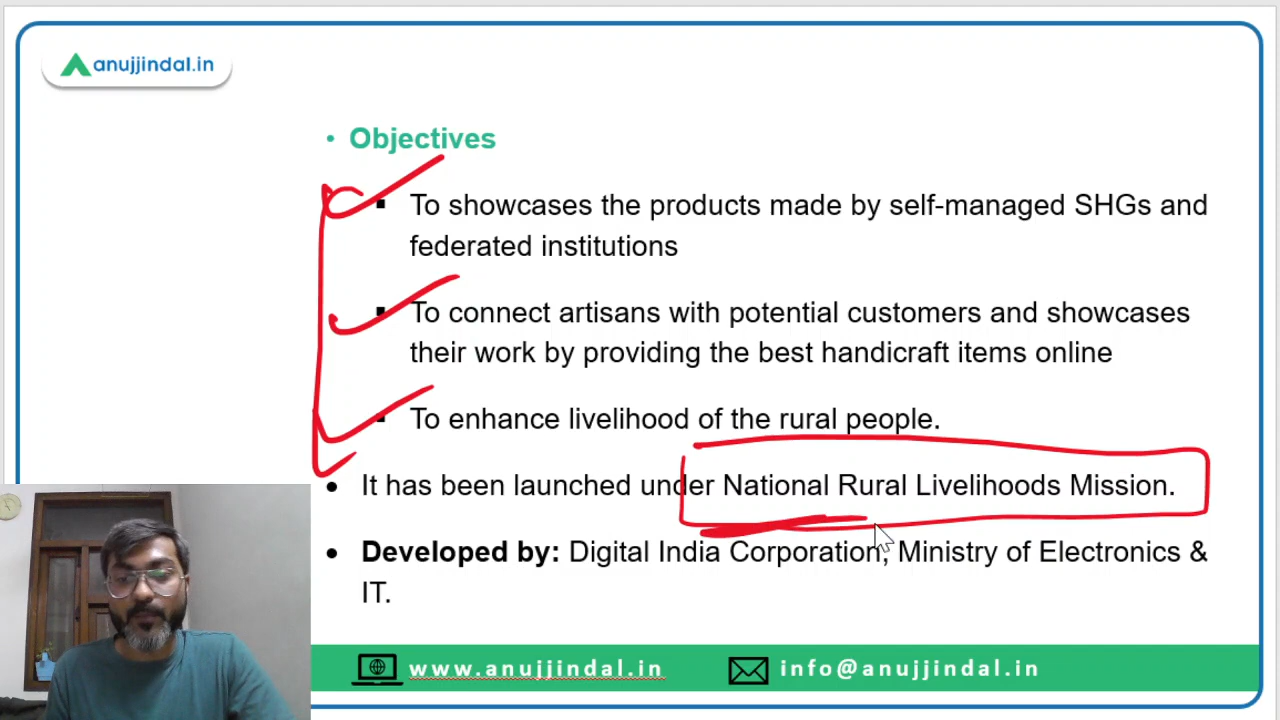 anujjindal.in
• Objectives
▪ To showcases the products made by self-managed SHGs and
federated institutions
▪ To connect artisans with potential customers and showcases
their work by providing the best handicraft items online
▪ To enhance livelihood of the rural people.
• It has been launched under National Rural Livelihoods Mission.
• Developed by: Digital India Corporation, Ministry of Electronics &
IT.
www.anujjindal.in info@anujjindal.in